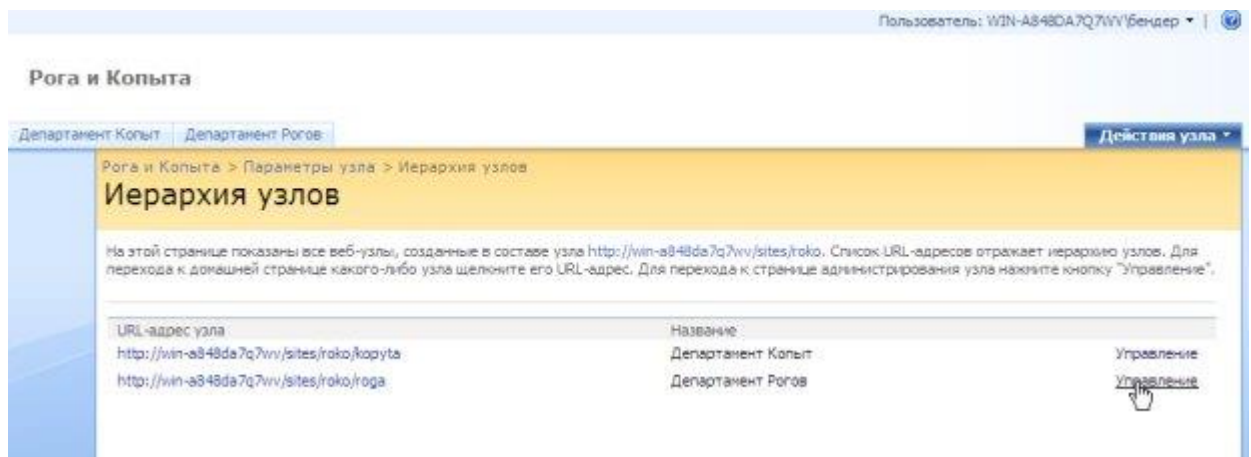 Пользователь: WIN-A848DA7Q7WV\бендер
Рога и Копыта
Департамент Копыт Департамент Рогов
Действия узла
Рога и Копыта > Параметры узла > Иерархия узлов
Иерархия узлов
На этой странице показаны все веб-узлы, созданные в составе узла http://win-a848da7q7wv/sites/roko. Список URL-адресов отражает иерархию узлов. Для
перехода к домашней странице какого-либо узла щелкните его URL-адрес. Для перехода к странице администрирования узла нажмите кнопку "Управление".
URL-адрес узла Название
http://win-a848da7q7wv/sites/roko/kopyta Департамент Копыт Управление
http://win-a848da7q7wv/sites/roko/roga Департамент Рогов Управление